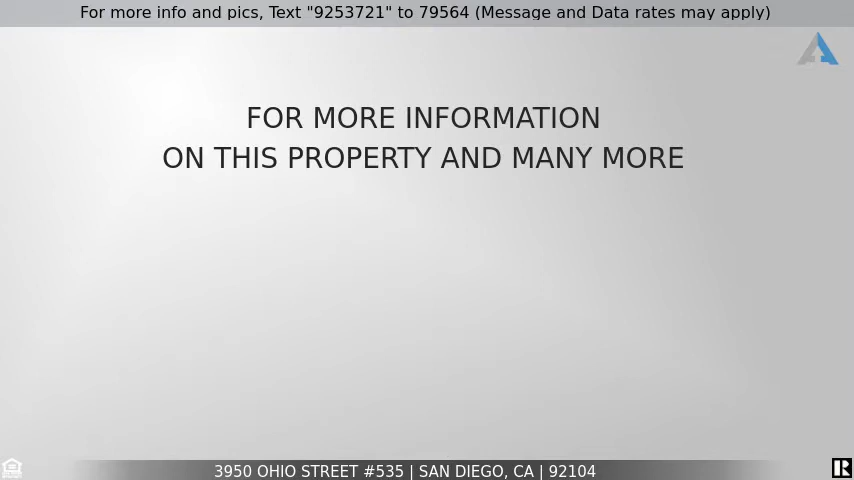 For more info and pics, Text "9253721" to 79564 (Message and Data rates may apply)
FOR MORE INFORMATION
ON THIS PROPERTY AND MANY MORE
3950 OHIO STREET #535 | SAN DIEGO, CA | 92104